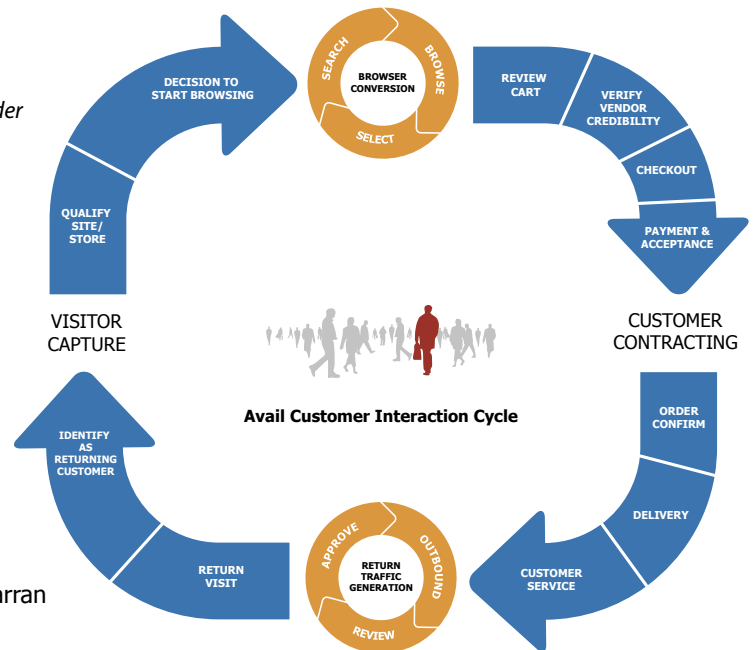 DECISION TO
START BROWSING
SEARCH
BROWSE
SELECT
BROWSER
CONVERSION
REVIEW
CART
VERIFY
VENDOR
CREDIBILITY
CHECKOUT
PAYMENT &
ACCEPTANCE
QUALIFY
SITE/
STORE
VISITOR
CAPTURE
CUSTOMER
CONTRACTING
Avail Customer Interaction Cycle
ORDER
CONFIRM
DELIVERY
CUSTOMER
SERVICE
APPROVE
OUTBOUND
REVIEW
RETURN
TRAFFIC
GENERATION
RETURN
VISIT
IDENTIFY
AS
RETURNING
CUSTOMER